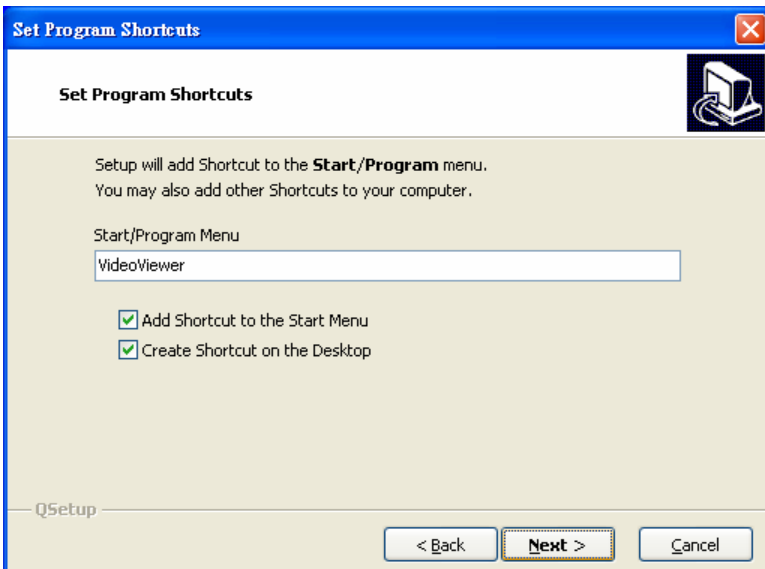 Set Program Shortcuts
Set Program Shortcuts
Setup will add Shortcut to the Start/Program menu.
You may also add other Shortcuts to your computer.
Start/Program Menu
VideoViewer
Add Shortcut to the Start Menu
Create Shortcut on the Desktop
QSetup
< Back Next > Cancel